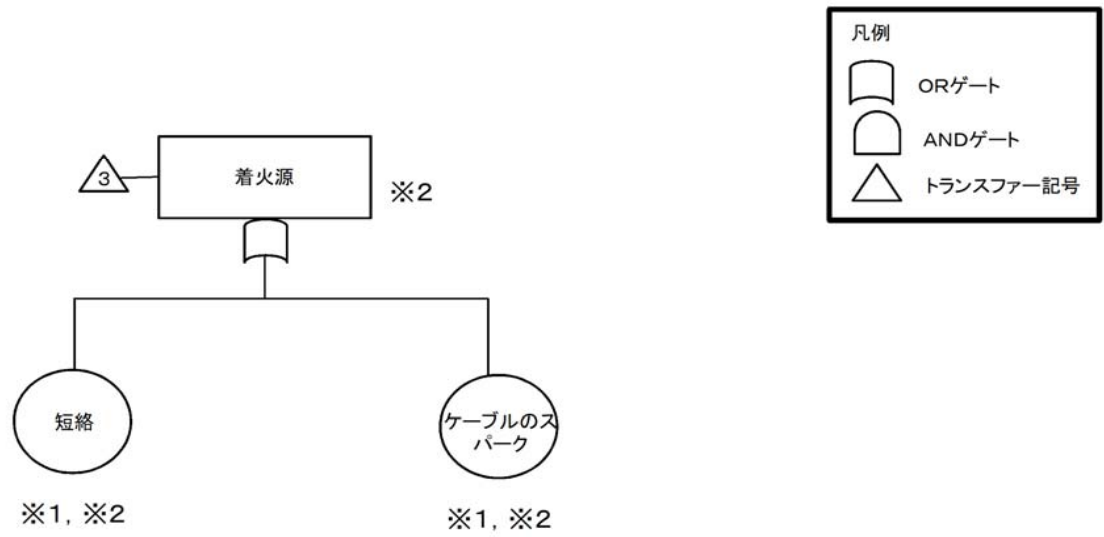 凡例
ORゲート
ANDゲート
トランスファー記号
3
着火源
※2
短絡
ケーブルのス
パーク
※1, ※2
※1, ※2